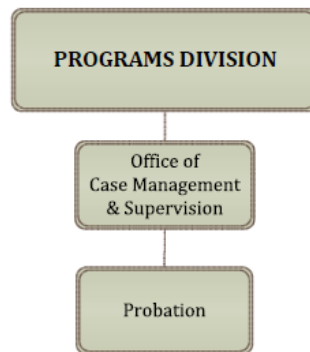 PROGRAMS DIVISION
Office of
Case Management
& Supervision
Probation